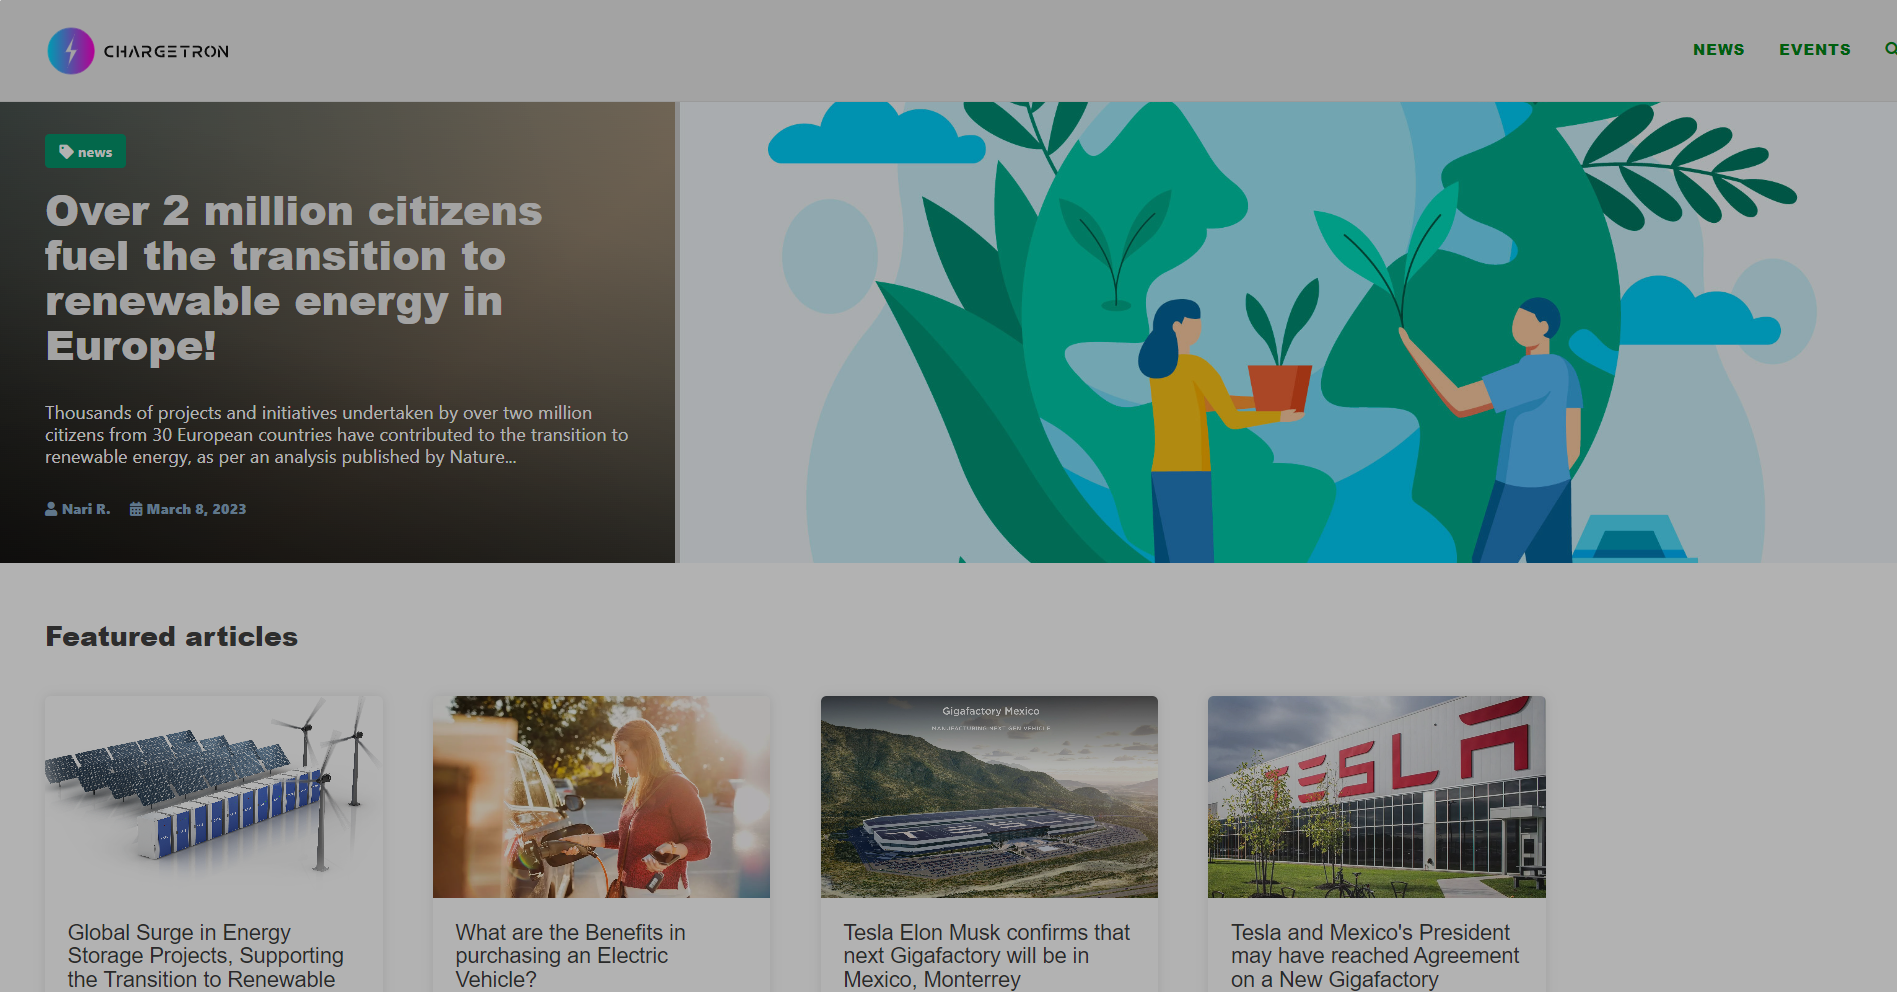 CHARGETRON
NEWS EVENTS
news
Over 2 million citizens
fuel the transition to
renewable energy in
Europe!
Thousands of projects and initiatives undertaken by over two million
citizens from 30 European countries have contributed to the transition to
renewable energy, as per an analysis published by Nature...
Nari R. March 8, 2023
Featured articles
Gigafactory Mexico
MANUFACTURING NEXT GEN VEHICLE
TESLA
TESLA
Global Surge in Energy
Storage Projects, Supporting
the Transition to Renewable
What are the Benefits in
purchasing an Electric
Vehicle?
Tesla Elon Musk confirms that
next Gigafactory will be in
Mexico, Monterrey
Tesla and Mexico's President
may have reached Agreement
on a New Gigafactory